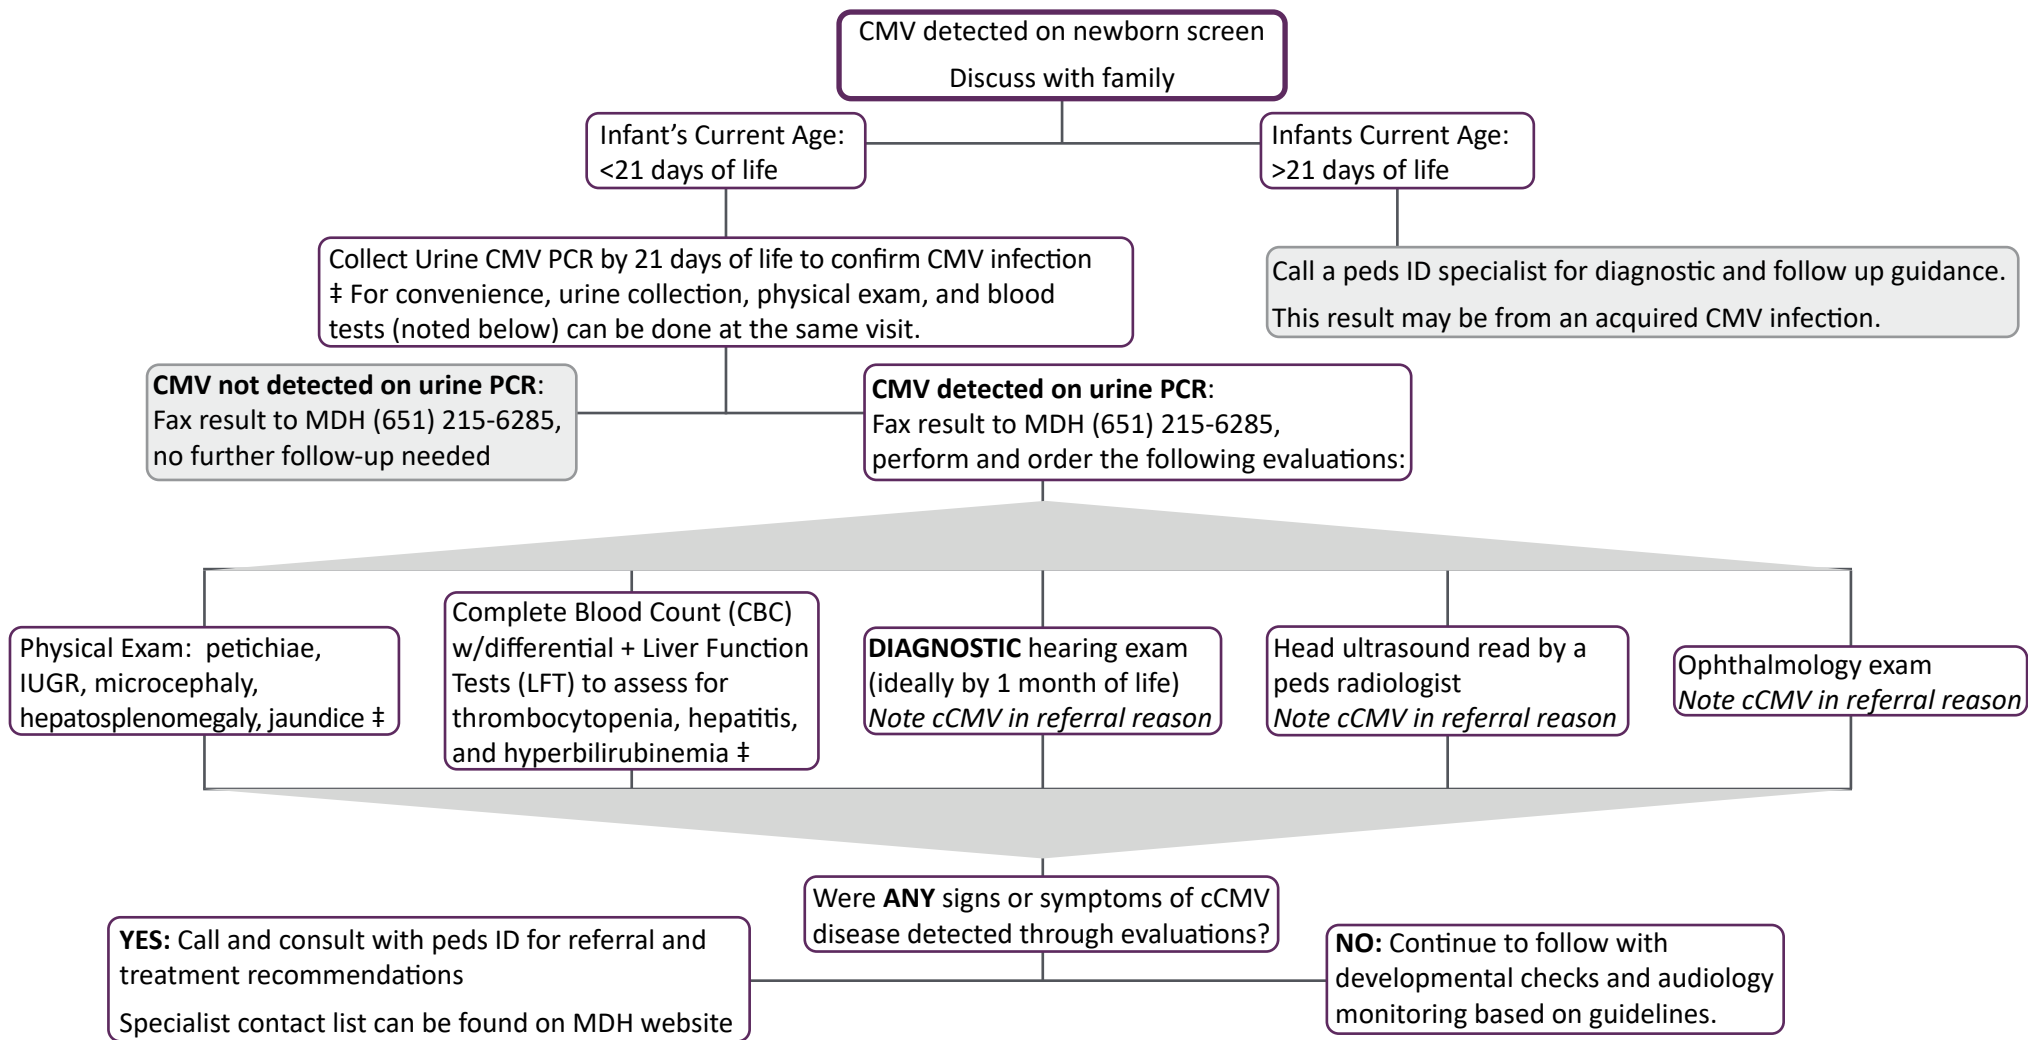 CMV detected on newborn screen
Discuss with family
Infant’s Current Age:
<21 days of life
Infants Current Age:
>21 days of life
Collect Urine CMV PCR by 21 days of life to confirm CMV infection
‡ For convenience, urine collection, physical exam, and blood
tests (noted below) can be done at the same visit.
Call a peds ID specialist for diagnostic and follow up guidance.
This result may be from an acquired CMV infection.
CMV not detected on urine PCR:
Fax result to MDH (651) 215-6285,
no further follow-up needed
CMV detected on urine PCR:
Fax result to MDH (651) 215-6285,
perform and order the following evaluations:
Physical Exam:  petichiae,
IUGR, microcephaly,
hepatosplenomegaly, jaundice ‡
Complete Blood Count (CBC)
w/differential + Liver Function
Tests (LFT) to assess for
thrombocytopenia, hepatitis,
and hyperbilirubinemia ‡
DIAGNOSTIC hearing exam
(ideally by 1 month of life)
Note cCMV in referral reason
Head ultrasound read by a
peds radiologist
Note cCMV in referral reason
Ophthalmology exam
Note cCMV in referral reason
Were ANY signs or symptoms of cCMV
disease detected through evaluations?
YES: Call and consult with peds ID for referral and
treatment recommendations
Specialist contact list can be found on MDH website
NO: Continue to follow with
developmental checks and audiology
monitoring based on guidelines.